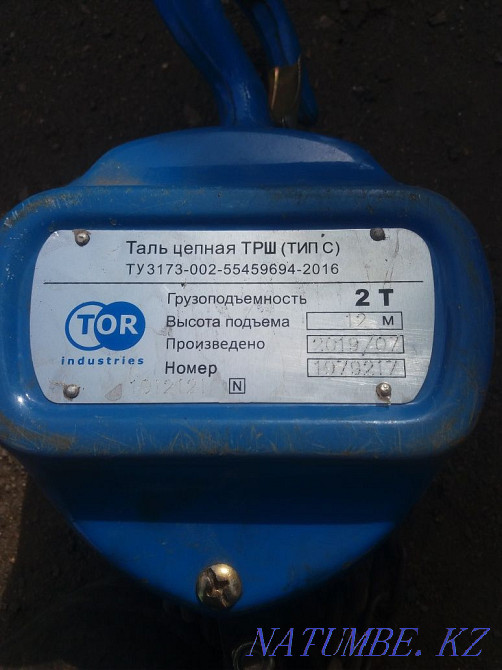 Таль цепная ТРШ (ТИП С)
ТУ3173-002-55459694-2016
TOR
industries
Грузоподъемность 2 Т
Высота подъема 12 м
Произведено 2019/07
Номер 1079217
N
NATUMBE.KZ